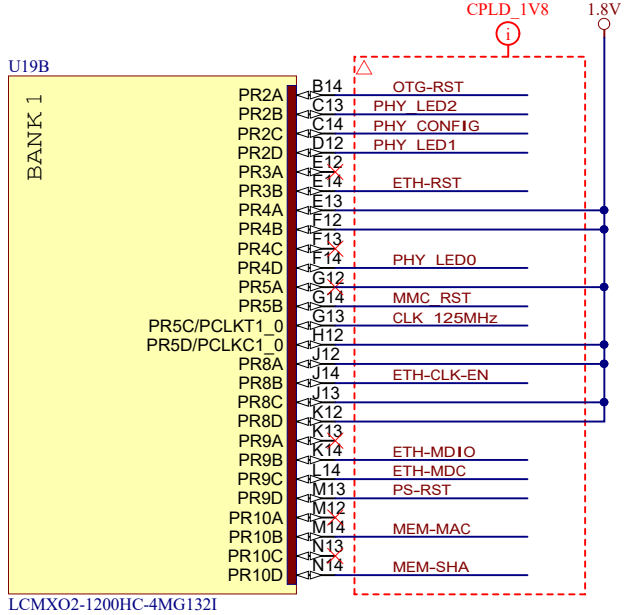 CPLD_1V8 1.8V
i
U19B
BANK 1
PR2A B14 OTG-RST
PR2B C13 PHY_LED2
PR2C C14 PHY_CONFIG
PR2D D12 PHY_LED1
PR3A E12
PR3B E14 ETH-RST
PR4A E13
PR4B F12
PR4C F13
PR4D F14 PHY_LED0
PR5A G12
PR5B G14 MMC_RST
PR5C/PCLKT1_0 G13 CLK_125MHz
PR5D/PCLKC1_0 H12
PR8A J12
PR8B J14 ETH-CLK-EN
PR8C J13
PR8D K12
PR9A K13
PR9B K14 ETH-MDIO
PR9C L14 ETH-MDC
PR9D M13 PS-RST
PR10A M12
PR10B M14 MEM-MAC
PR10C N13
PR10D N14 MEM-SHA
LCMXO2-1200HC-4MG132I